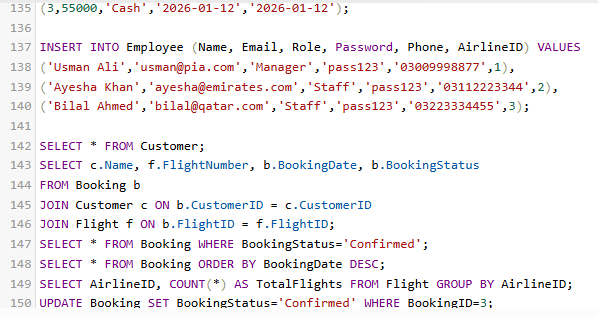 135 (3,55000,'Cash','2026-01-12','2026-01-12');
136
137 INSERT INTO Employee (Name, Email, Role, Password, Phone, AirlineID) VALUES
138 ('Usman Ali','usman@pia.com','Manager','pass123','03009998877',1),
139 ('Ayesha Khan','ayesha@emirates.com','Staff','pass123','03112223344',2),
140 ('Bilal Ahmed','bilal@qatar.com','Staff','pass123','03223334455',3);
141
142 SELECT * FROM Customer;
143 SELECT c.Name, f.FlightNumber, b.BookingDate, b.BookingStatus
144 FROM Booking b
145 JOIN Customer c ON b.CustomerID = c.CustomerID
146 JOIN Flight f ON b.FlightID = f.FlightID;
147 SELECT * FROM Booking WHERE BookingStatus='Confirmed';
148 SELECT * FROM Booking ORDER BY BookingDate DESC;
149 SELECT AirlineID, COUNT(*) AS TotalFlights FROM Flight GROUP BY AirlineID;
150 UPDATE Booking SET BookingStatus='Confirmed' WHERE BookingID=3;